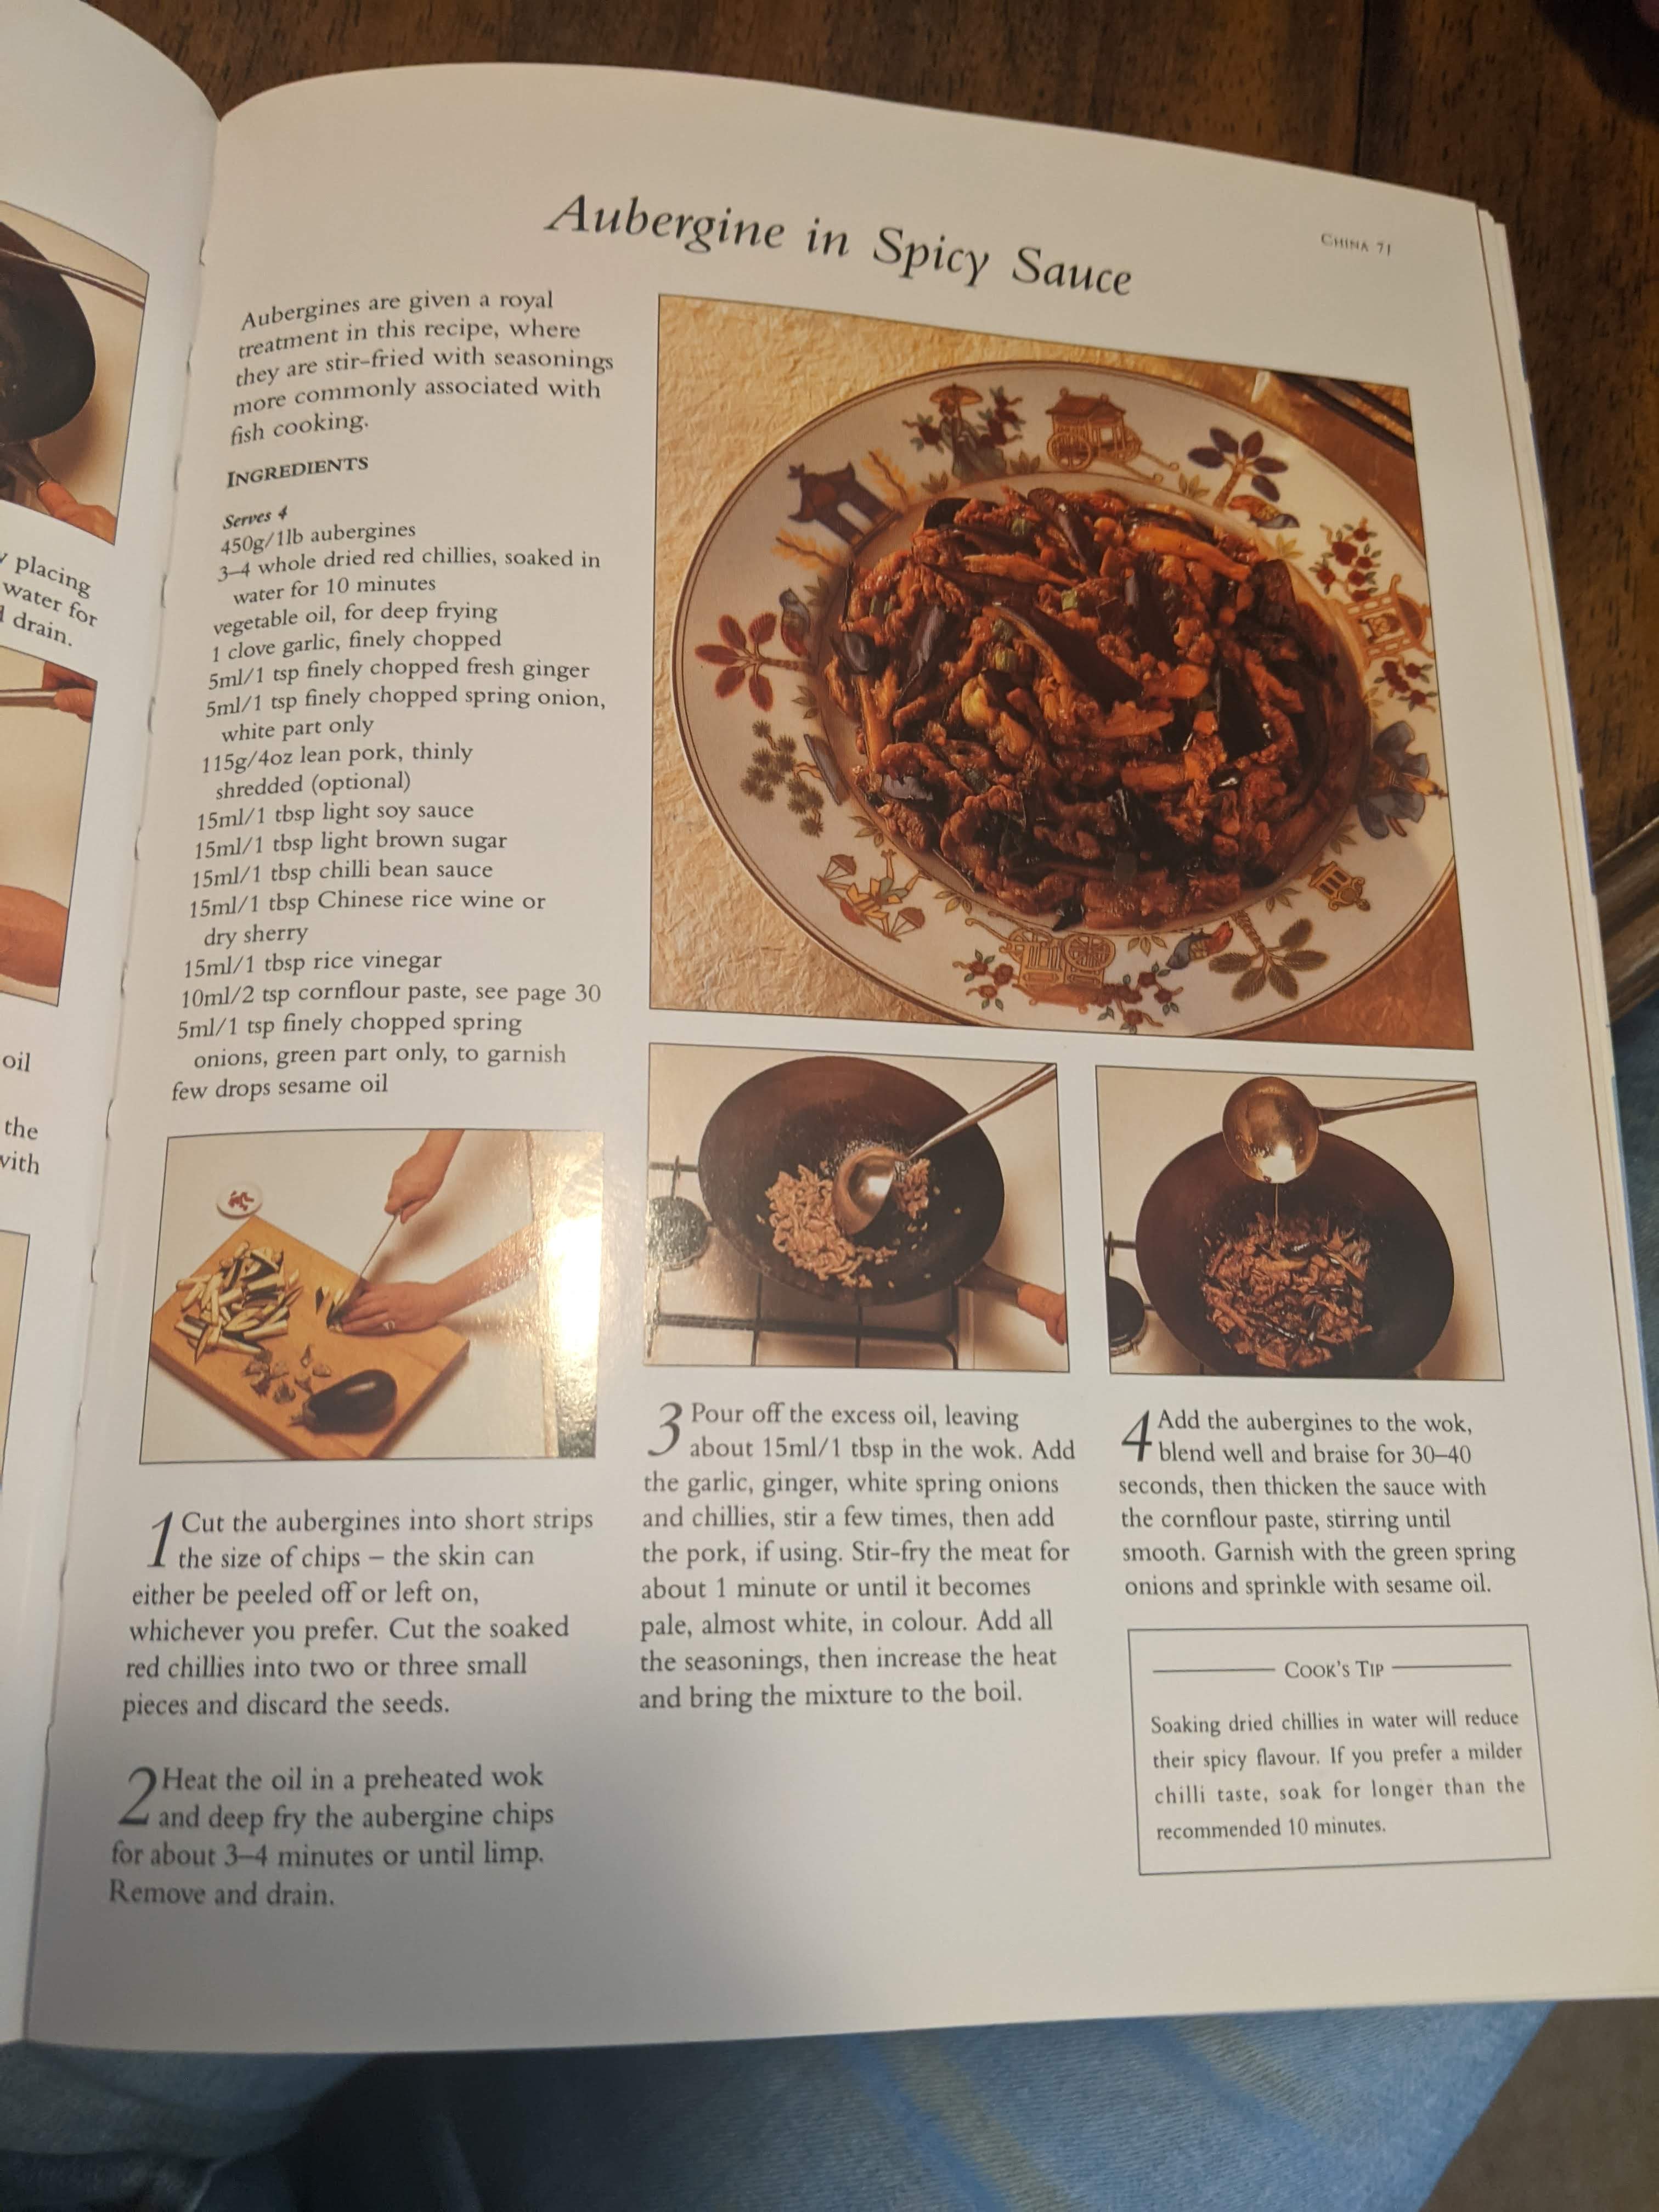 Aubergine in Spicy Sauce
CHINA 71
Aubergines are given a royal
treatment in this recipe, where
they are stir-fried with seasonings
more commonly associated with
fish cooking.
INGREDIENTS
Serves 4
450g/1lb aubergines
3–4 whole dried red chillies, soaked in
water for 10 minutes
vegetable oil, for deep frying
1 clove garlic, finely chopped
5ml/1 tsp finely chopped fresh ginger
5ml/1 tsp finely chopped spring onion,
white part only
115g/4oz lean pork, thinly
shredded (optional)
15ml/1 tbsp light soy sauce
15ml/1 tbsp light brown sugar
15ml/1 tbsp chilli bean sauce
15ml/1 tbsp Chinese rice wine or
dry sherry
15ml/1 tbsp rice vinegar
10ml/2 tsp cornflour paste, see page 30
5ml/1 tsp finely chopped spring
onions, green part only, to garnish
few drops sesame oil
1 Cut the aubergines into short strips
the size of chips – the skin can
either be peeled off or left on,
whichever you prefer. Cut the soaked
red chillies into two or three small
pieces and discard the seeds.
2 Heat the oil in a preheated wok
and deep fry the aubergine chips
for about 3–4 minutes or until limp.
Remove and drain.
3 Pour off the excess oil, leaving
about 15ml/1 tbsp in the wok. Add
the garlic, ginger, white spring onions
and chillies, stir a few times, then add
the pork, if using. Stir-fry the meat for
about 1 minute or until it becomes
pale, almost white, in colour. Add all
the seasonings, then increase the heat
and bring the mixture to the boil.
4 Add the aubergines to the wok,
blend well and braise for 30–40
seconds, then thicken the sauce with
the cornflour paste, stirring until
smooth. Garnish with the green spring
onions and sprinkle with sesame oil.
COOK'S TIP
Soaking dried chillies in water will reduce
their spicy flavour. If you prefer a milder
chilli taste, soak for longer than the
recommended 10 minutes.
placing
water for
drain.
oil
the
with